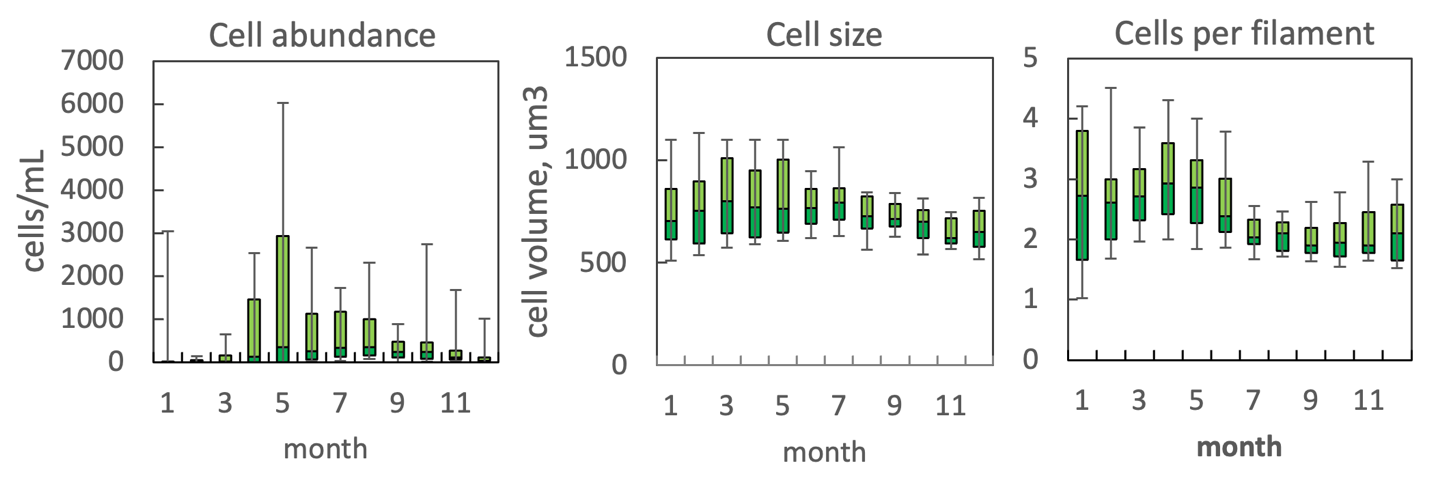 Cell abundance
cells/mL
7000
6000
5000
4000
3000
2000
1000
0
1 3 5 7 9 11
month
Cell size
cell volume, um3
1500
1000
500
0
1 3 5 7 9 11
month
Cells per filament
5
4
3
2
1
0
1 3 5 7 9 11
month